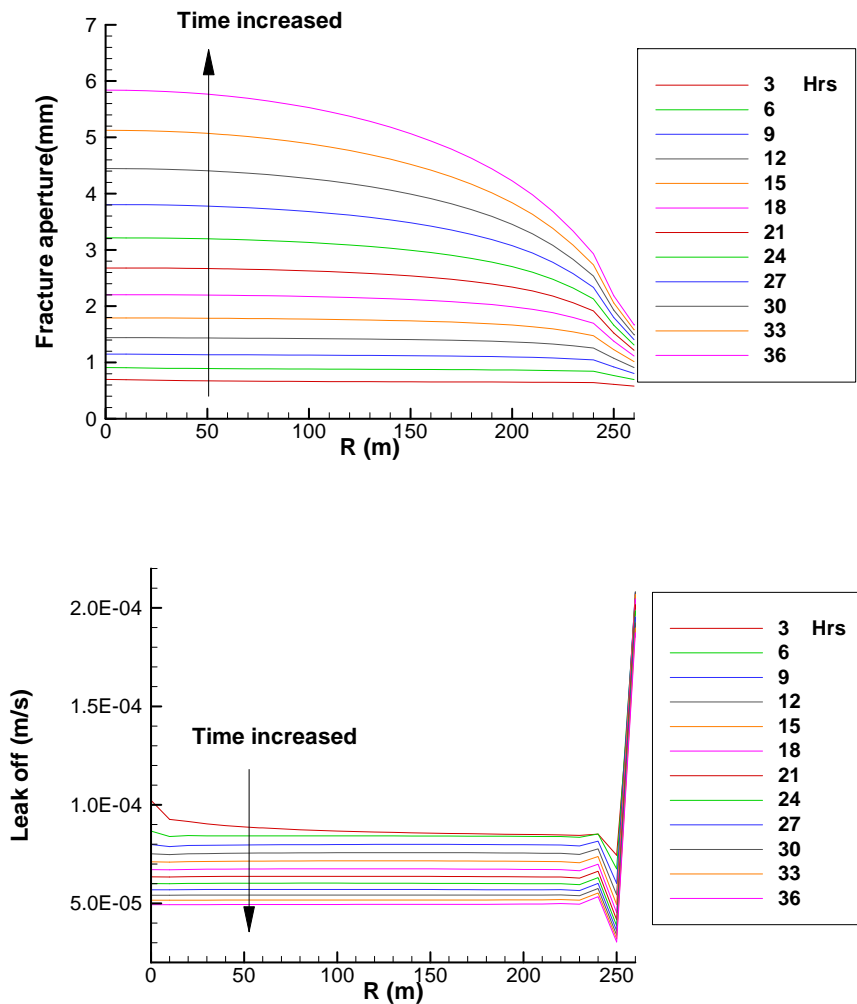 Time increased
7
6
5
4
3
2
1
0
Fracture aperture(mm)
0 50 100 150 200 250
R (m)
3 Hrs
6
9
12
15
18
21
24
27
30
33
36
2.0E-04
1.5E-04
1.0E-04
5.0E-05
Leak off (m/s)
Time increased
0 50 100 150 200 250
R (m)
3 Hrs
6
9
12
15
18
21
24
27
30
33
36